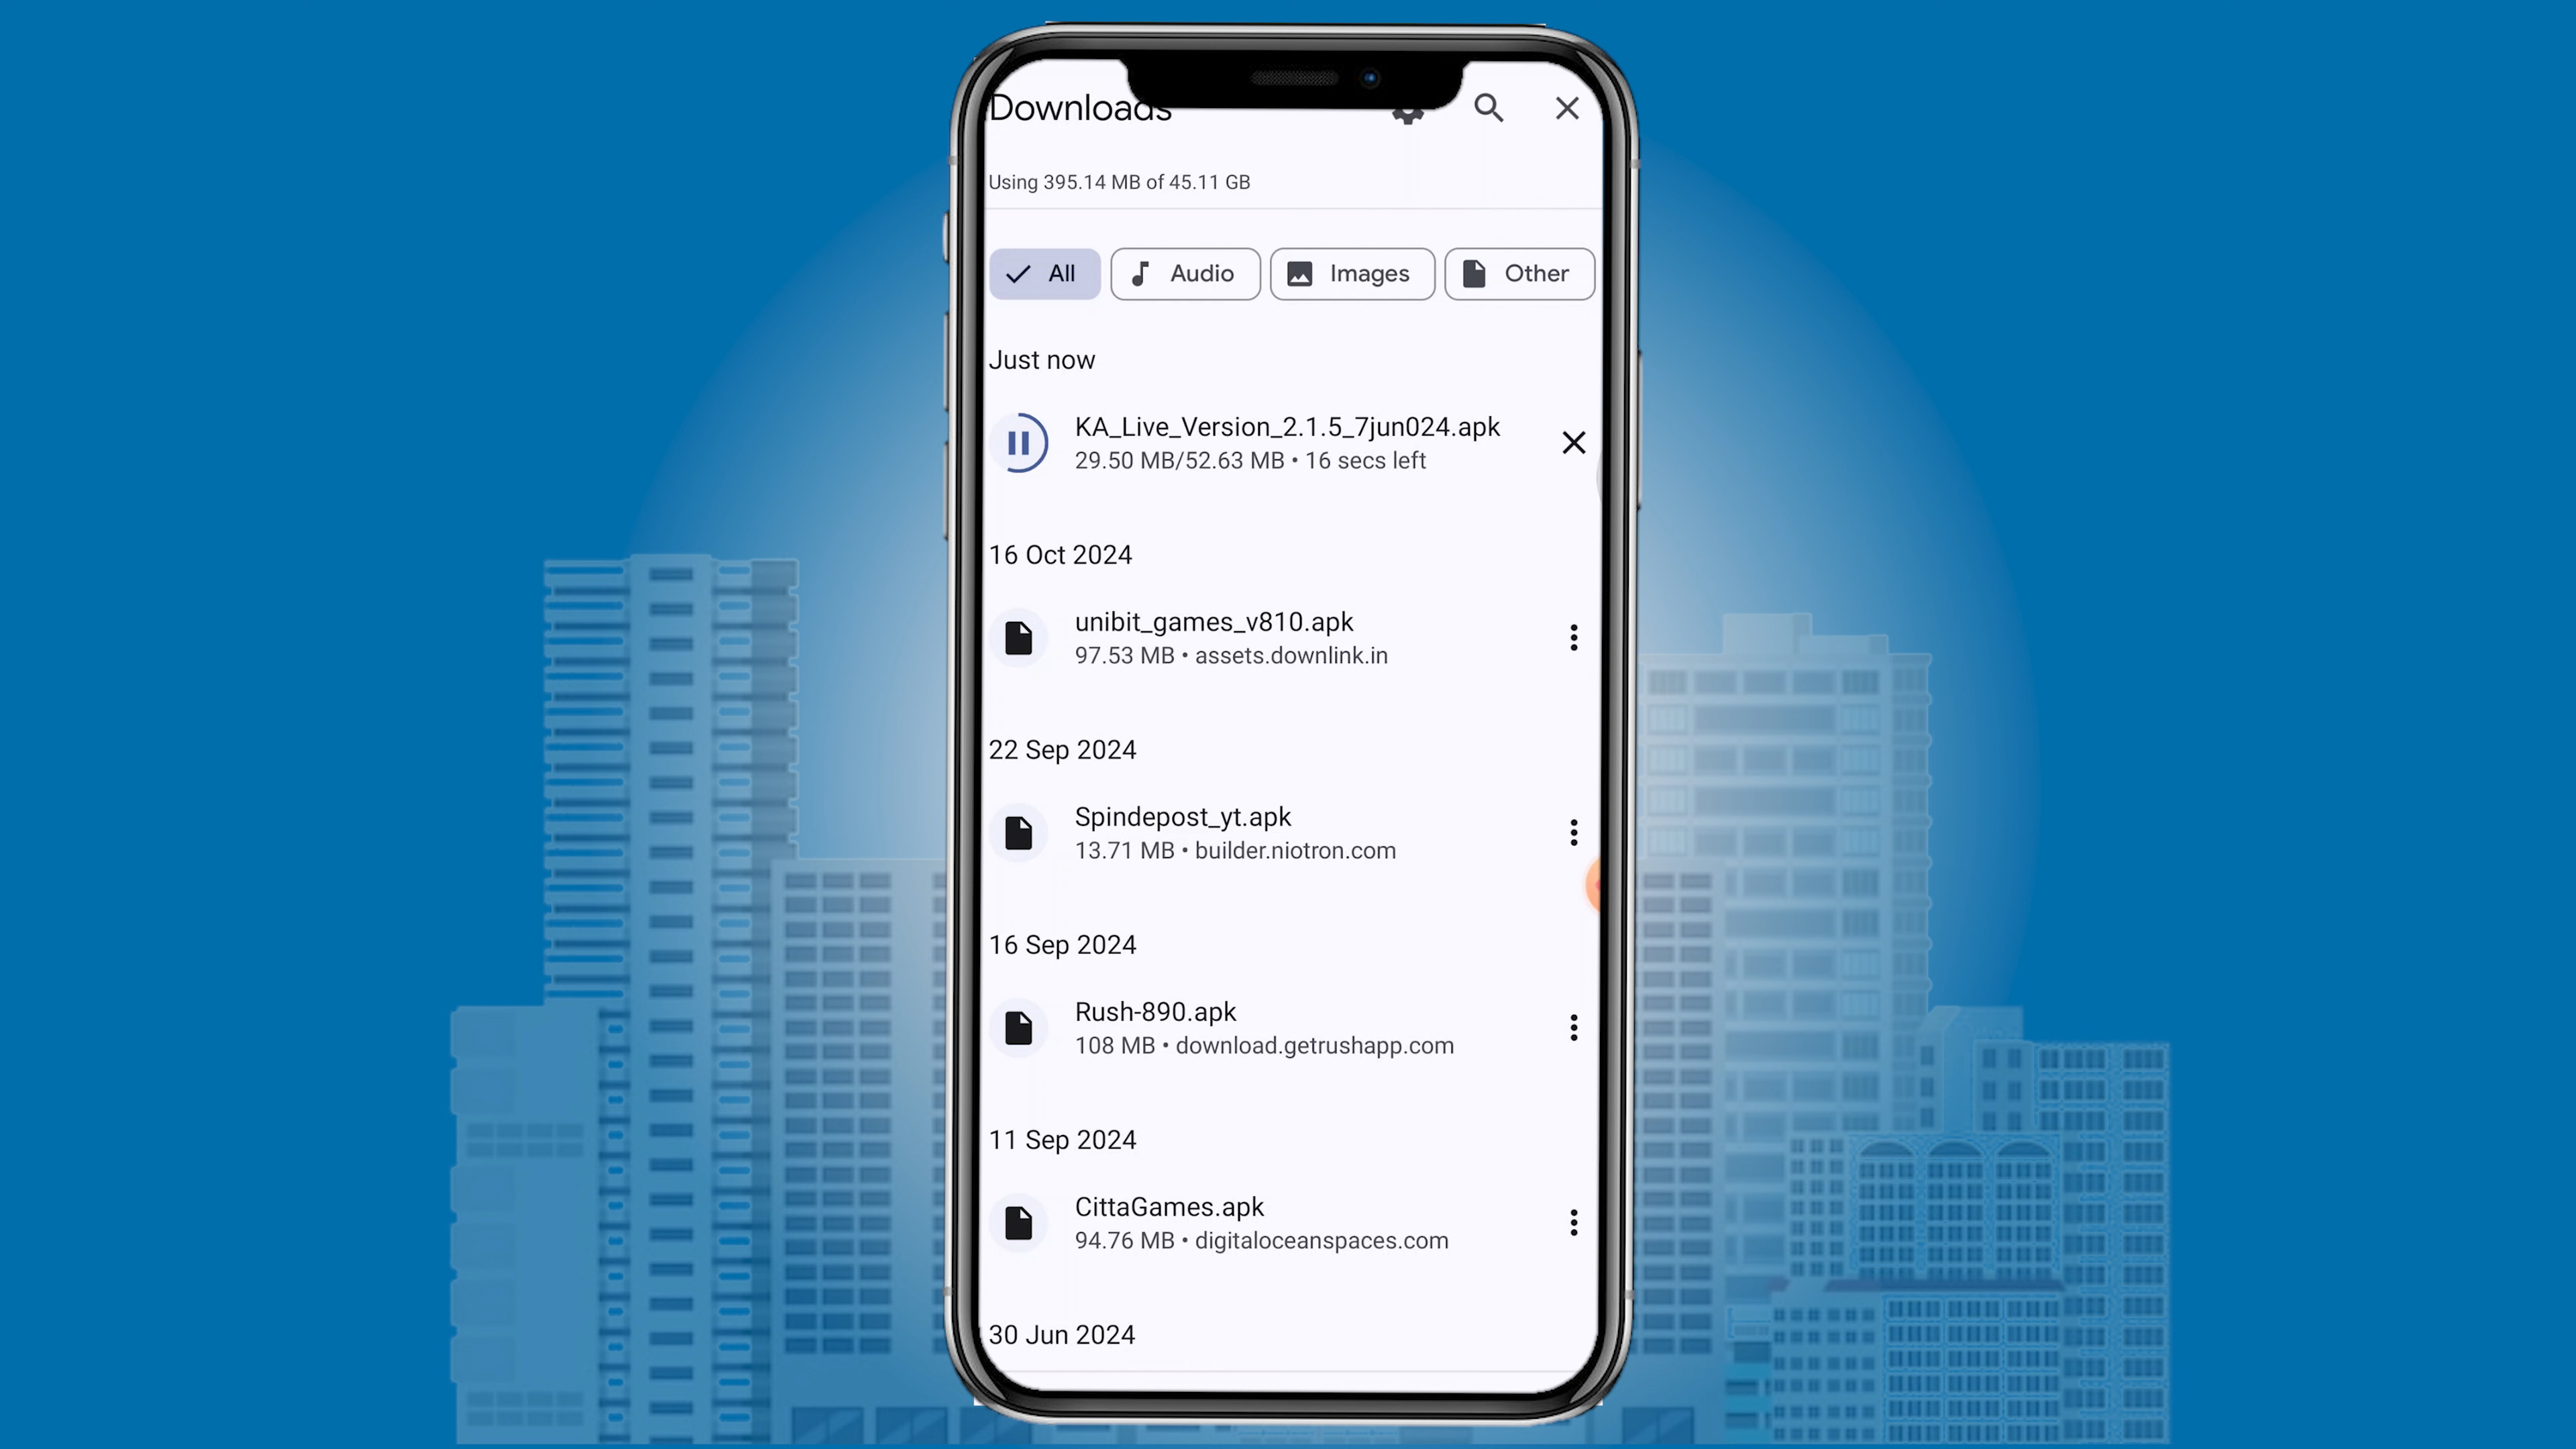 Downloads
Using 395.14 MB of 45.11 GB
All
Audio
Images
Other
Just now
KA_Live_Version_2.1.5_7jun024.apk
29.50 MB/52.63 MB • 16 secs left
16 Oct 2024
unibit_games_v810.apk
97.53 MB • assets.downlink.in
22 Sep 2024
Spindepost_yt.apk
13.71 MB • builder.niotron.com
16 Sep 2024
Rush-890.apk
108 MB • download.getrushapp.com
11 Sep 2024
CittaGames.apk
94.76 MB • digitaloceanspaces.com
30 Jun 2024